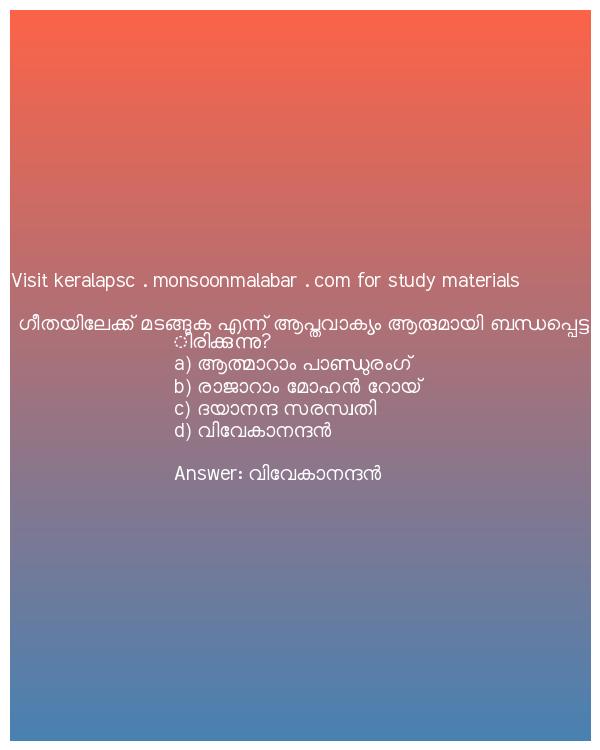 Visit keralapsc . monsoonmalabar . com for study materials
ഗീതയിലേക്ക് മടങ്ങുക എന്ന് ആപ്തവാക്യം ആരുമായി ബന്ധപ്പെട്ട
ിരിക്കുന്നു?
a) ആത്മാറാം പാണ്ഡുരംഗ്
b) രാജാറാം മോഹൻ റോയ്
c) ദയാനന്ദ സരസ്വതി
d) വിവേകാനന്ദൻ
Answer: വിവേകാനന്ദൻ